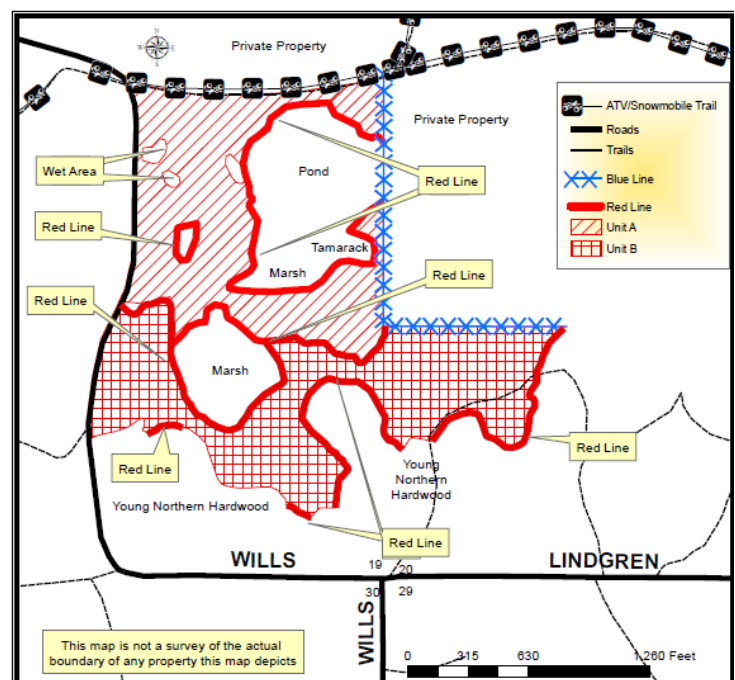 N
W
E
S
Private Property
Private Property
ATV/Snowmobile Trail
Roads
Trails
Blue Line
Red Line
Unit A
Unit B
Wet Area
Pond
Red Line
Red Line
Tamarack
Marsh
Red Line
Red Line
Marsh
Red Line
Red Line
Young
Northern
Hardwood
Young Northern Hardwood
Red Line
WILLS
19
20
LINDGREN
30
29
WILLS
This map is not a survey of the actual
boundary of any property this map depicts
0 315 630 1,260 Feet